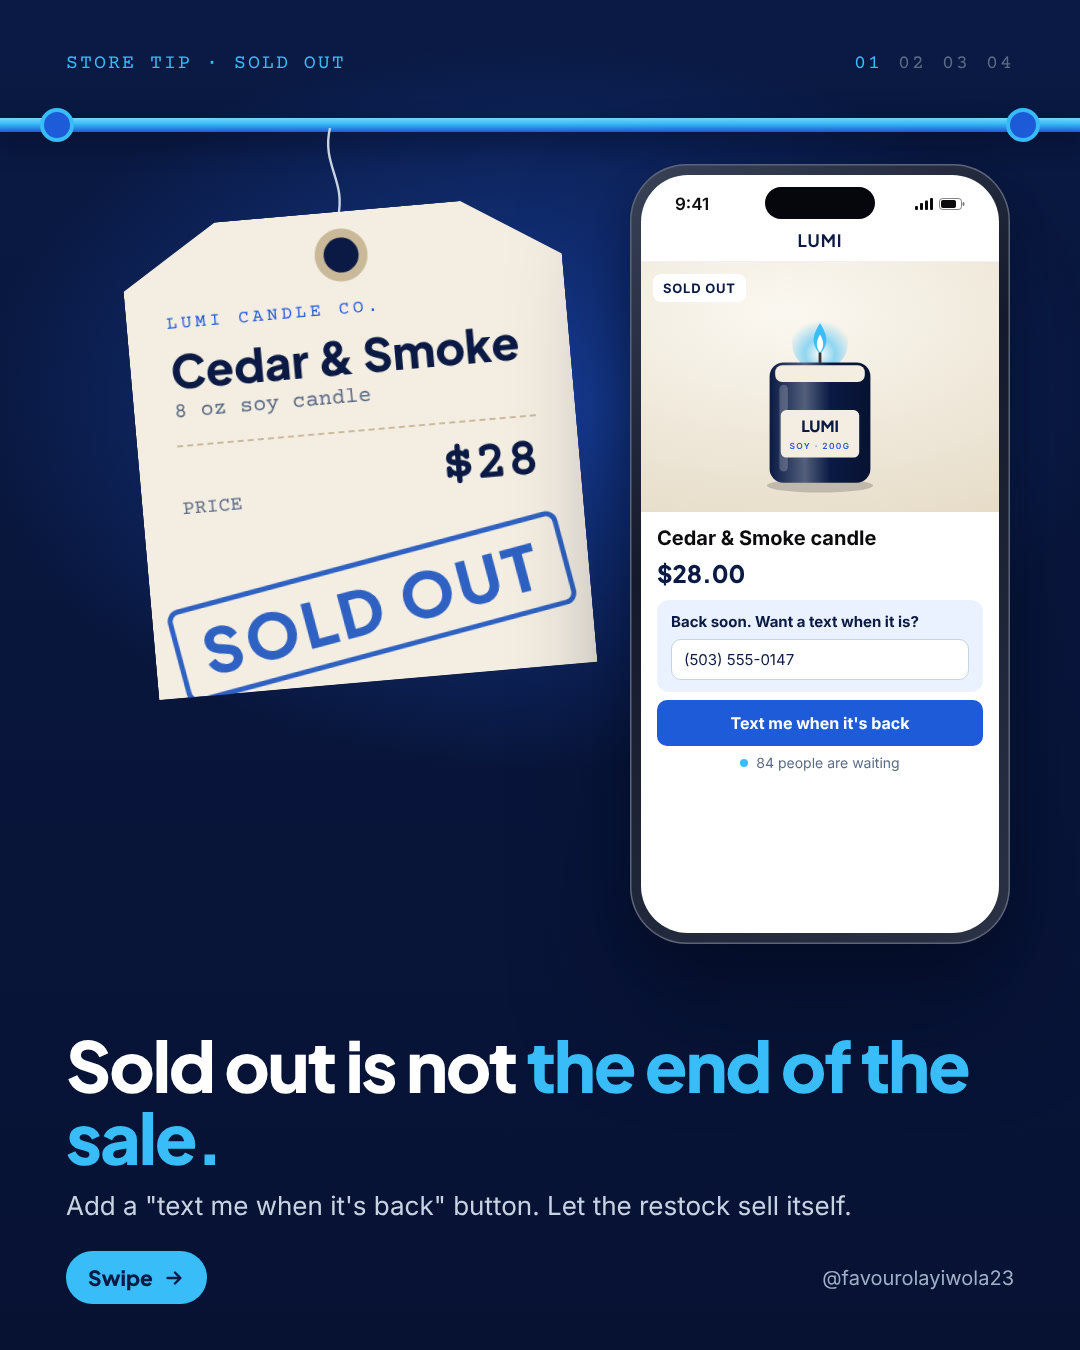 STORE TIP · SOLD OUT
01 02 03 04
LUMI CANDLE CO.
Cedar & Smoke
8 oz soy candle
$28
PRICE
SOLD OUT
9:41
LUMI
SOLD OUT
LUMI
SOY · 200G
Cedar & Smoke candle
$28.00
Back soon. Want a text when it is?
(503) 555-0147
Text me when it's back
84 people are waiting
Sold out is not the end of the
sale.
Add a "text me when it's back" button. Let the restock sell itself.
Swipe →
@favourolayiwola23